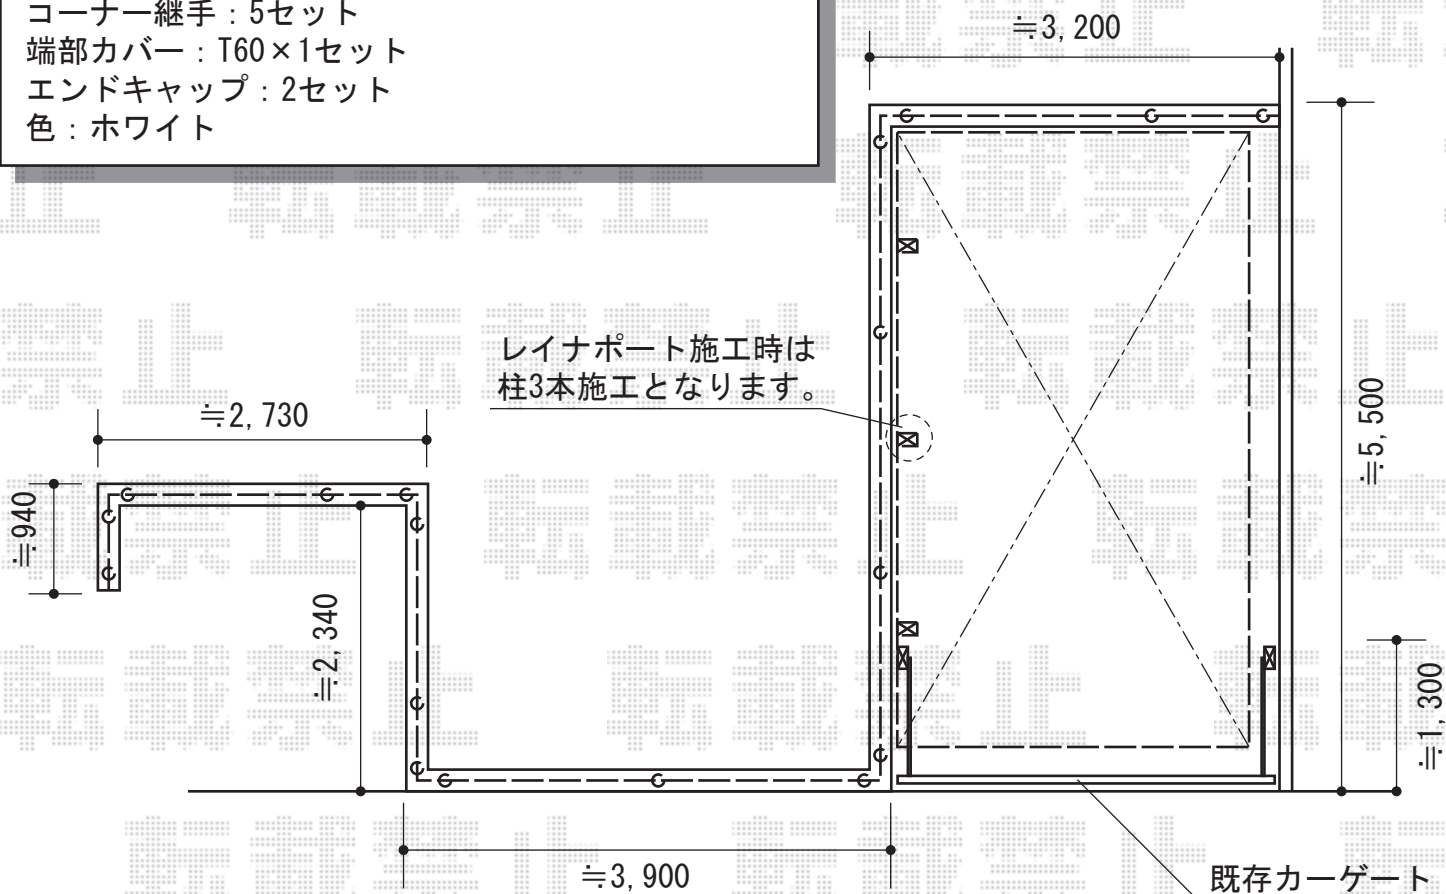 コーナー継手：5セット
端部カバー：T60×1セット
エンドキャップ：2セット
色：ホワイト
≒3,200
レイナポート施工時は
柱3本施工となります。
≒2,730
≒5,500
≒940
≒2,340
≒1,300
≒3,900
既存カーゲート
転載禁止